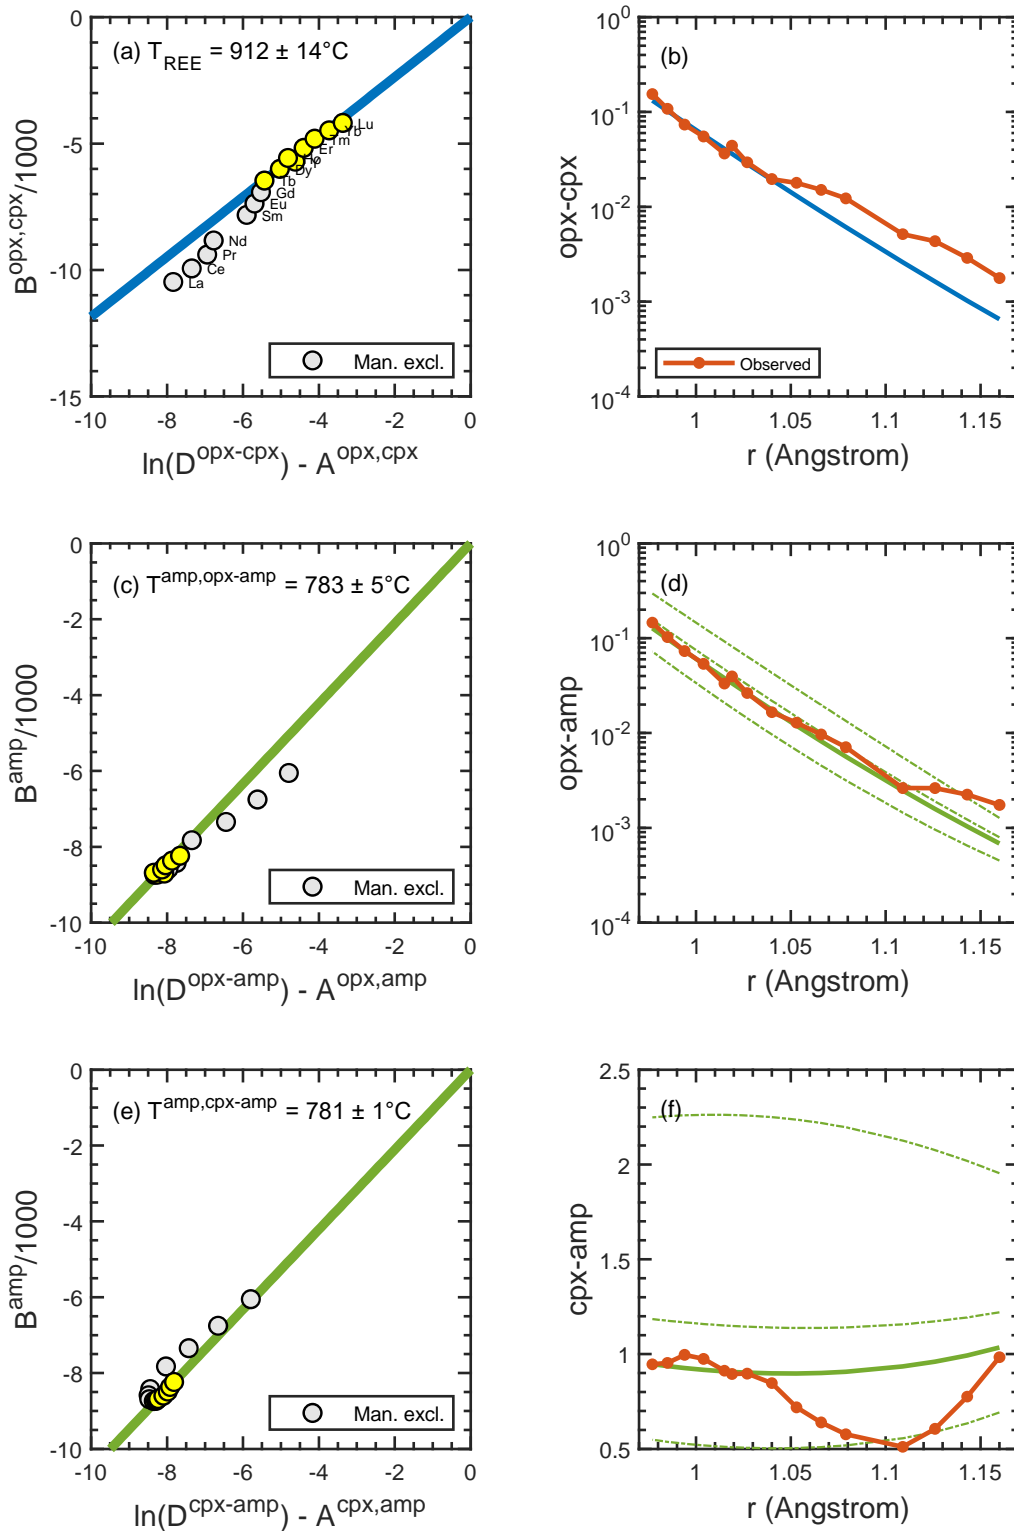 (a) T_REE = 912 ± 14°C
B^opx,cpx/1000
0
-5
-10
-15
Lu
Yb
Tm
Er
Ho
Y
Dy
Tb
Gd
Eu
Sm
Nd
Pr
Ce
La
Man. excl.
-10 -8 -6 -4 -2 0
ln(D^opx-cpx) - A^opx,cpx
(b)
opx-cpx
10^0
10^-1
10^-2
10^-3
10^-4
Observed
1 1.05 1.1 1.15
r (Angstrom)
(c) T^amp,opx-amp = 783 ± 5°C
B^amp/1000
0
-2
-4
-6
-8
-10
Man. excl.
-10 -8 -6 -4 -2 0
ln(D^opx-amp) - A^opx,amp
(d)
opx-amp
10^0
10^-1
10^-2
10^-3
10^-4
1 1.05 1.1 1.15
r (Angstrom)
(e) T^amp,cpx-amp = 781 ± 1°C
B^amp/1000
0
-2
-4
-6
-8
-10
Man. excl.
-10 -8 -6 -4 -2 0
ln(D^cpx-amp) - A^cpx,amp
(f)
cpx-amp
2.5
2
1.5
1
0.5
1 1.05 1.1 1.15
r (Angstrom)